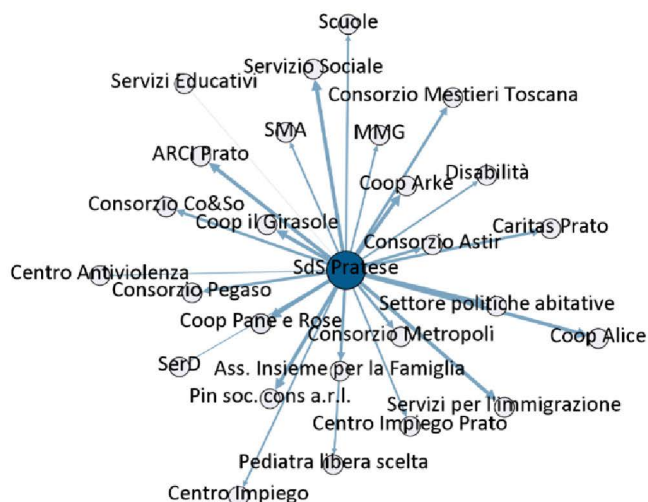 Scuole
Servizio Sociale
Servizi Educativi
Consorzio Mestieri Toscana
SMA
MMG
ARCI Prato
Coop Arke
Disabilità
Consorzio Co&So
Coop il Girasole
Caritas Prato
Consorzio Astir
SdS Pratese
Centro Antiviolenza
Consorzio Pegaso
Settore politiche abitative
Coop Pane e Rose
Consorzio Metropoli
Coop Alice
SerD
Ass. Insieme per la Famiglia
Pin soc. cons a.r.l.
Servizi per l'immigrazione
Centro Impiego Prato
Pediatra libera scelta
Centro Impiego